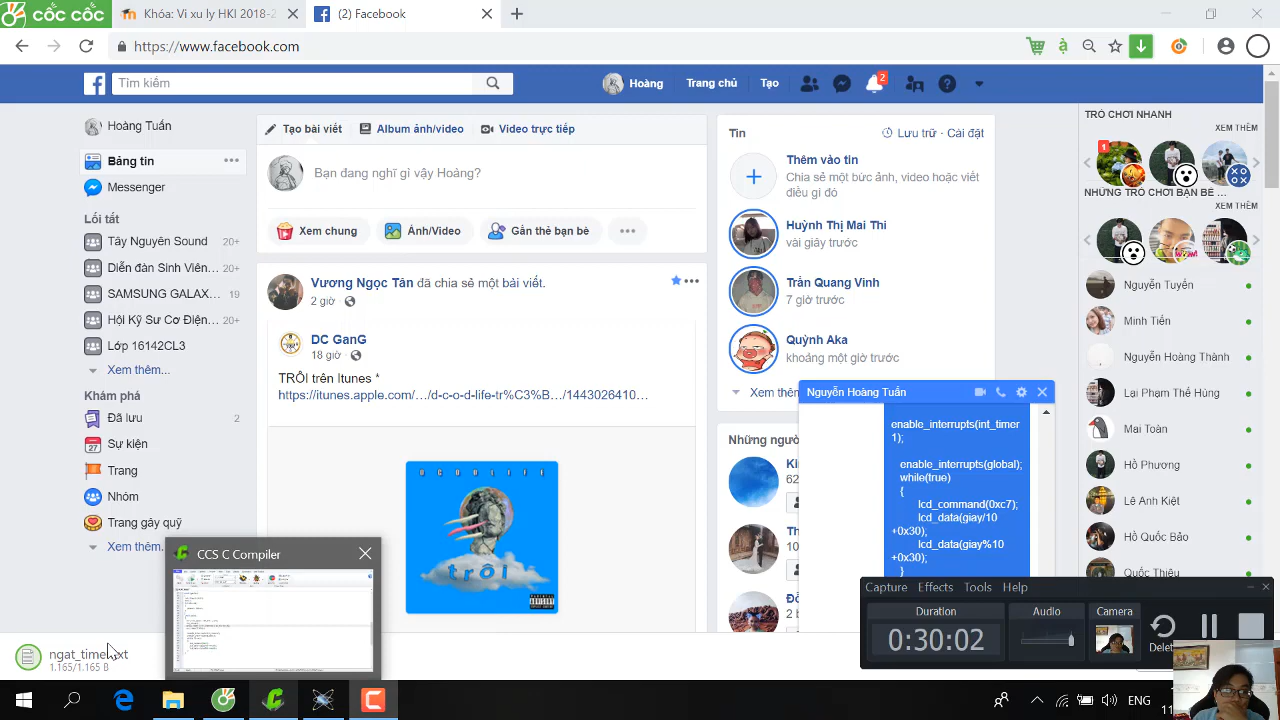 cốc cốc
Khóa: Vi xu ly HKI 2018-2
(2) Facebook
https://www.facebook.com
Tìm kiếm
Hoàng
Trang chủ
Tạo
2
Hoàng Tuấn
Bảng tin
Messenger
Lối tắt
Tây Nguyên Sound 20+
Diễn đàn Sinh Viên... 20+
SAMSUNG GALAX... 19
Hội Kỹ Sư Cơ Điện... 20+
Lớp 16142CL3
Xem thêm...
Khám phá
Đã lưu 2
Sự kiện
Trang
Nhóm
Trang gây quỹ
Xem thêm...
Tạo bài viết
Album ảnh/video
Video trực tiếp
Bạn đang nghĩ gì vậy Hoàng?
Xem chung
Ảnh/Video
Gắn thẻ bạn bè
Vương Ngọc Tân đã chia sẻ một bài viết.
2 giờ
DC GanG
18 giờ
TRÔI trên Itunes *
https://itunes.apple.com/…/d-c-o-d-life-tr%C3%B…/1443026410…
D C O D L I F E
trôi
Tin
Lưu trữ · Cài đặt
Thêm vào tin
Chia sẻ một bức ảnh, video hoặc viết
điều gì đó
Huỳnh Thị Mai Thi
vài giây trước
Trần Quang Vinh
7 giờ trước
Quỳnh Aka
khoảng một giờ trước
Xem thêm
Những người
TRÒ CHƠI NHANH
XEM THÊM
1
NHỮNG TRÒ CHƠI BẠN BÈ ...
XEM THÊM
Nguyễn Tuyến
Minh Tiến
Nguyễn Hoàng Thành
Lại Phạm Thế Hùng
Mai Toàn
Hồ Phương
Lê Anh Kiệt
Hồ Quốc Bảo
Quốc Thiều
Nguyễn Hoàng Tuấn
enable_interrupts(int_timer
1);
enable_interrupts(global);
while(true)
{
lcd_command(0xc7);
lcd_data(giay/10
+0x30);
lcd_data(giay%10
+0x30);
}
CCS C Compiler
Capture Effects Tools Help
Duration
0:30:02
Audio
Camera
1.165/1.165 B
ENG